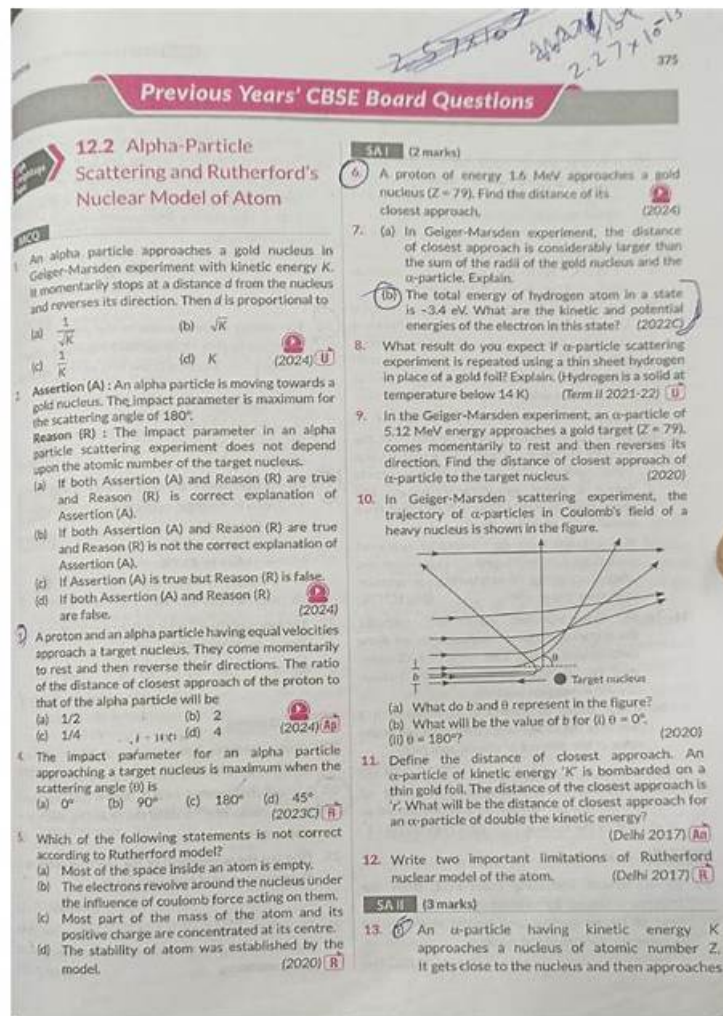 2.57x10⁷
2.27x10⁻¹³
375
Previous Years' CBSE Board Questions
12.2 Alpha-Particle
Scattering and Rutherford's
Nuclear Model of Atom
MCQ
1. An alpha particle approaches a gold nucleus in
Geiger-Marsden experiment with kinetic energy K.
It momentarily stops at a distance d from the nucleus
and reverses its direction. Then d is proportional to
(a) 1/√K (b) √K
(c) 1/K (d) K (2024) U
2. Assertion (A) : An alpha particle is moving towards a
gold nucleus. The impact parameter is maximum for
the scattering angle of 180°.
Reason (R) : The impact parameter in an alpha
particle scattering experiment does not depend
upon the atomic number of the target nucleus.
(a) If both Assertion (A) and Reason (R) are true
and Reason (R) is correct explanation of
Assertion (A).
(b) If both Assertion (A) and Reason (R) are true
and Reason (R) is not the correct explanation of
Assertion (A).
(c) If Assertion (A) is true but Reason (R) is false.
(d) If both Assertion (A) and Reason (R)
are false. (2024)
3. A proton and an alpha particle having equal velocities
approach a target nucleus. They come momentarily
to rest and then reverse their directions. The ratio
of the distance of closest approach of the proton to
that of the alpha particle will be
(a) 1/2 (b) 2
(c) 1/4 (d) 4 (2024) Ap
4. The impact parameter for an alpha particle
approaching a target nucleus is maximum when the
scattering angle (θ) is
(a) 0° (b) 90° (c) 180° (d) 45°
(2023C) R
5. Which of the following statements is not correct
according to Rutherford model?
(a) Most of the space inside an atom is empty.
(b) The electrons revolve around the nucleus under
the influence of coulomb force acting on them.
(c) Most part of the mass of the atom and its
positive charge are concentrated at its centre.
(d) The stability of atom was established by the
model. (2020) R
SA I (2 marks)
6. A proton of energy 1.6 MeV approaches a gold
nucleus (Z = 79). Find the distance of its
closest approach. (2024)
7. (a) In Geiger-Marsden experiment, the distance
of closest approach is considerably larger than
the sum of the radii of the gold nucleus and the
α-particle. Explain.
(b) The total energy of hydrogen atom in a state
is -3.4 eV. What are the kinetic and potential
energies of the electron in this state? (2022C)
8. What result do you expect if α-particle scattering
experiment is repeated using a thin sheet hydrogen
in place of a gold foil? Explain. (Hydrogen is a solid at
temperature below 14 K) (Term II 2021-22) U
9. In the Geiger-Marsden experiment, an α-particle of
5.12 MeV energy approaches a gold target (Z = 79),
comes momentarily to rest and then reverses its
direction. Find the distance of closest approach of
α-particle to the target nucleus. (2020)
10. In Geiger-Marsden scattering experiment, the
trajectory of α-particles in Coulomb's field of a
heavy nucleus is shown in the figure.
θ
b
Target nucleus
(a) What do b and θ represent in the figure?
(b) What will be the value of b for (i) θ = 0°,
(ii) θ = 180°? (2020)
11. Define the distance of closest approach. An
α-particle of kinetic energy 'K' is bombarded on a
thin gold foil. The distance of the closest approach is
'r'. What will be the distance of closest approach for
an α-particle of double the kinetic energy?
(Delhi 2017) An
12. Write two important limitations of Rutherford
nuclear model of the atom. (Delhi 2017) R
SA II (3 marks)
13. An α-particle having kinetic energy K
approaches a nucleus of atomic number Z.
It gets close to the nucleus and then approaches